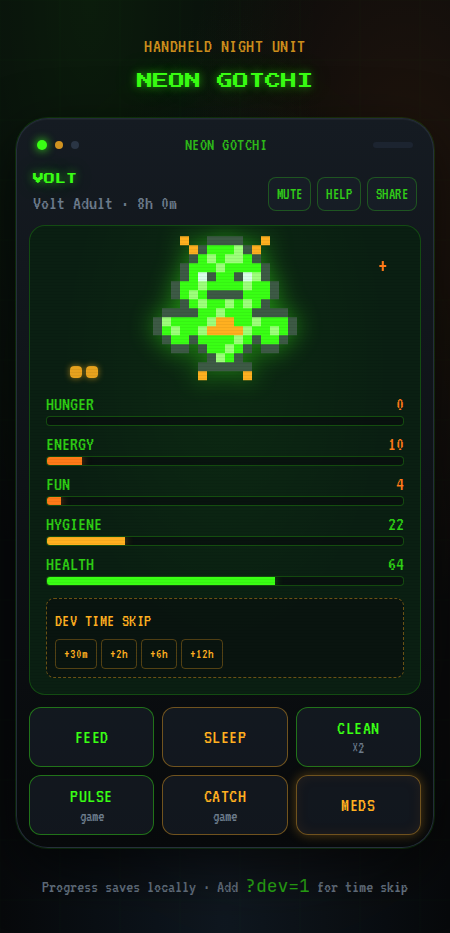 HANDHELD NIGHT UNIT
NEON GOTCHI
NEON GOTCHI
VOLT
Volt Adult · 8h 0m
MUTE HELP SHARE
HUNGER 0
ENERGY 10
FUN 4
HYGIENE 22
HEALTH 64
DEV TIME SKIP
+30m +2h +6h +12h
FEED SLEEP CLEAN
X2
PULSE CATCH MEDS
game game
Progress saves locally · Add ?dev=1 for time skip